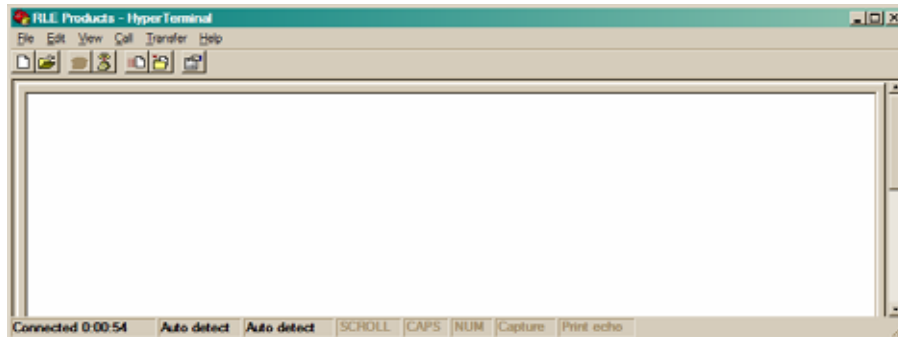 RLE Products - HyperTerminal
File Edit View Call Transfer Help
Connected 0:00:54 Auto detect Auto detect SCROLL CAPS NUM Capture Print echo